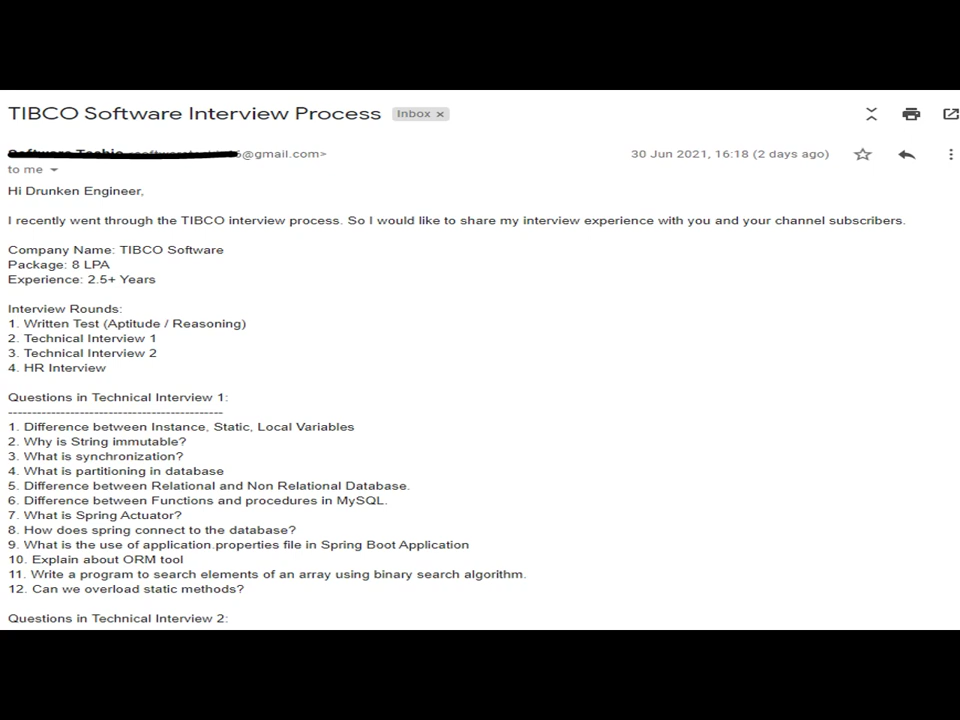 TIBCO Software Interview Process Inbox ×
6@gmail.com> 30 Jun 2021, 16:18 (2 days ago)
to me
Hi Drunken Engineer,
I recently went through the TIBCO interview process. So I would like to share my interview experience with you and your channel subscribers.
Company Name: TIBCO Software
Package: 8 LPA
Experience: 2.5+ Years
Interview Rounds:
1. Written Test (Aptitude / Reasoning)
2. Technical Interview 1
3. Technical Interview 2
4. HR Interview
Questions in Technical Interview 1:
---------------------------------------------
1. Difference between Instance, Static, Local Variables
2. Why is String immutable?
3. What is synchronization?
4. What is partitioning in database
5. Difference between Relational and Non Relational Database.
6. Difference between Functions and procedures in MySQL.
7. What is Spring Actuator?
8. How does spring connect to the database?
9. What is the use of application.properties file in Spring Boot Application
10. Explain about ORM tool
11. Write a program to search elements of an array using binary search algorithm.
12. Can we overload static methods?
Questions in Technical Interview 2: